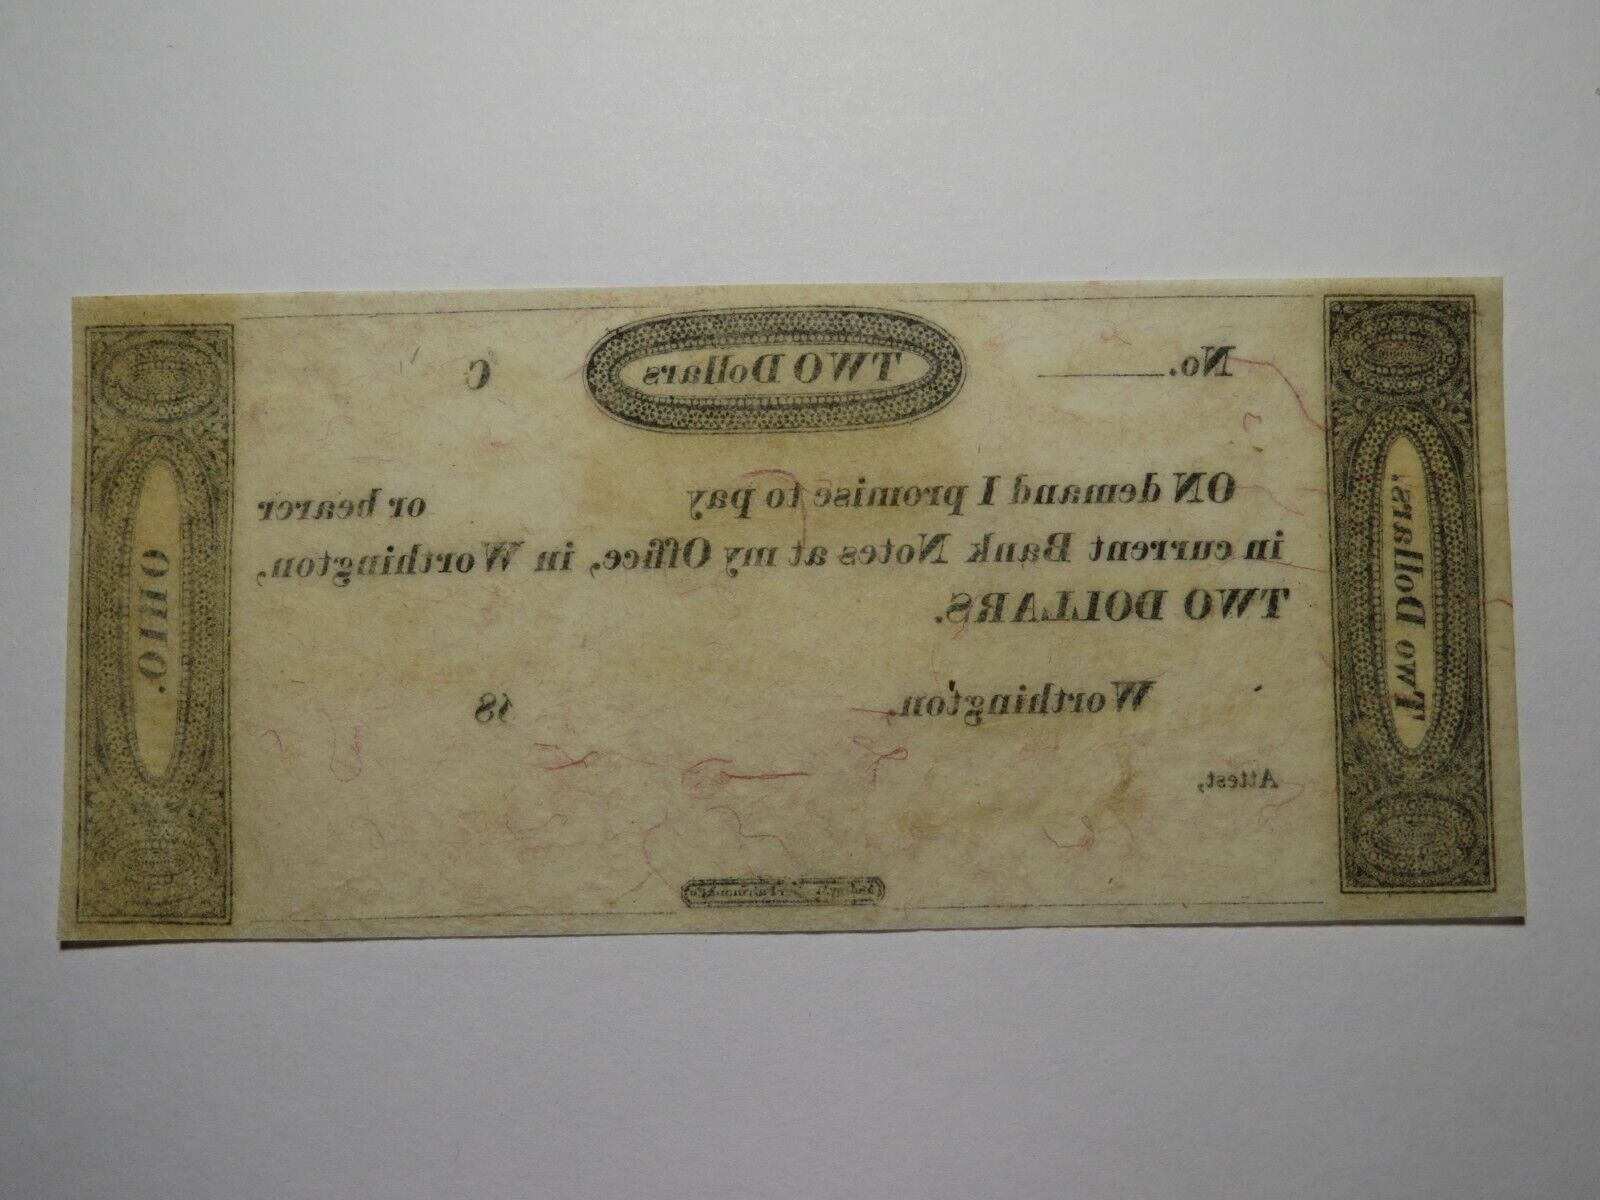 Two Dollars.
No.
TWO Dollars
C
ON demand I promise to pay or bearer
in current Bank Notes at my Office, in Worthington,
TWO DOLLARS.
Worthington, 18
Attest,
OHIO.